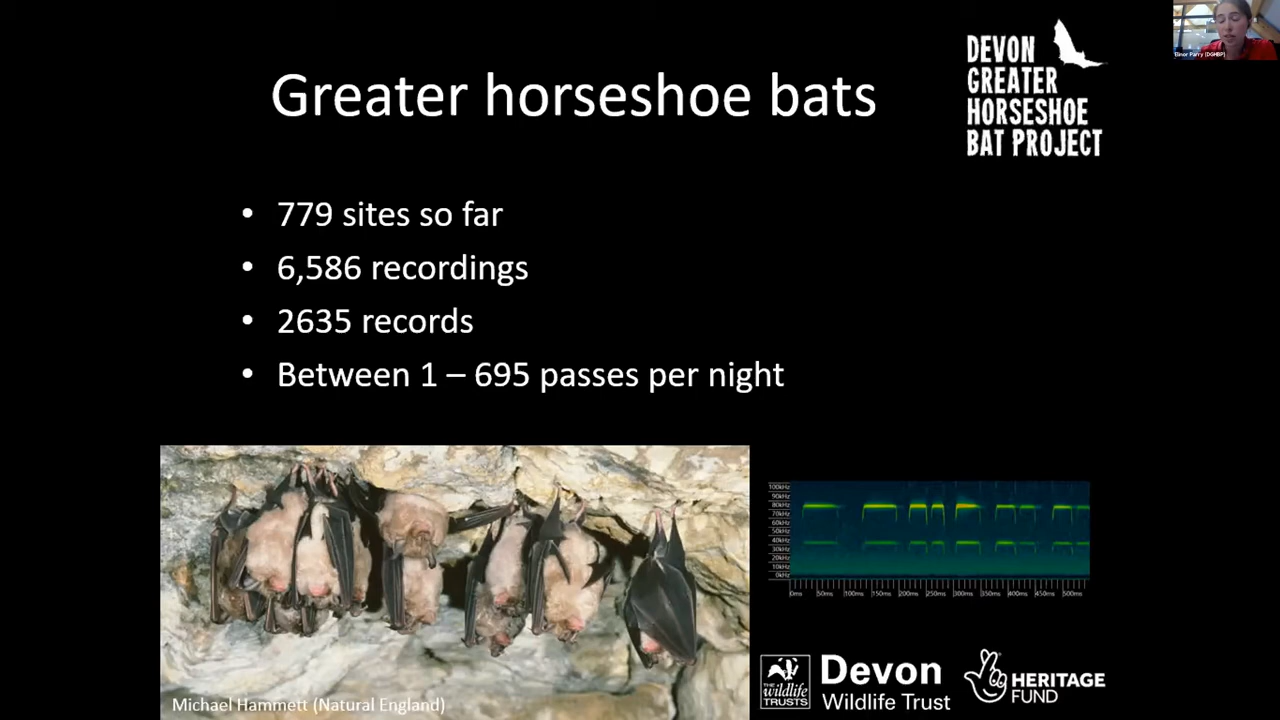 Greater horseshoe bats
DEVON
GREATER
HORSESHOE
BAT PROJECT
Elinor Parry (DGHBP)
• 779 sites so far
• 6,586 recordings
• 2635 records
• Between 1 – 695 passes per night
Michael Hammett (Natural England)
100kHz
90kHz
80kHz
70kHz
60kHz
50kHz
40kHz
30kHz
20kHz
10kHz
0kHz
0ms 50ms 100ms 150ms 200ms 250ms 300ms 350ms 400ms 450ms 500ms
THE
wildlife
TRUSTS
Devon
Wildlife Trust
HERITAGE
FUND